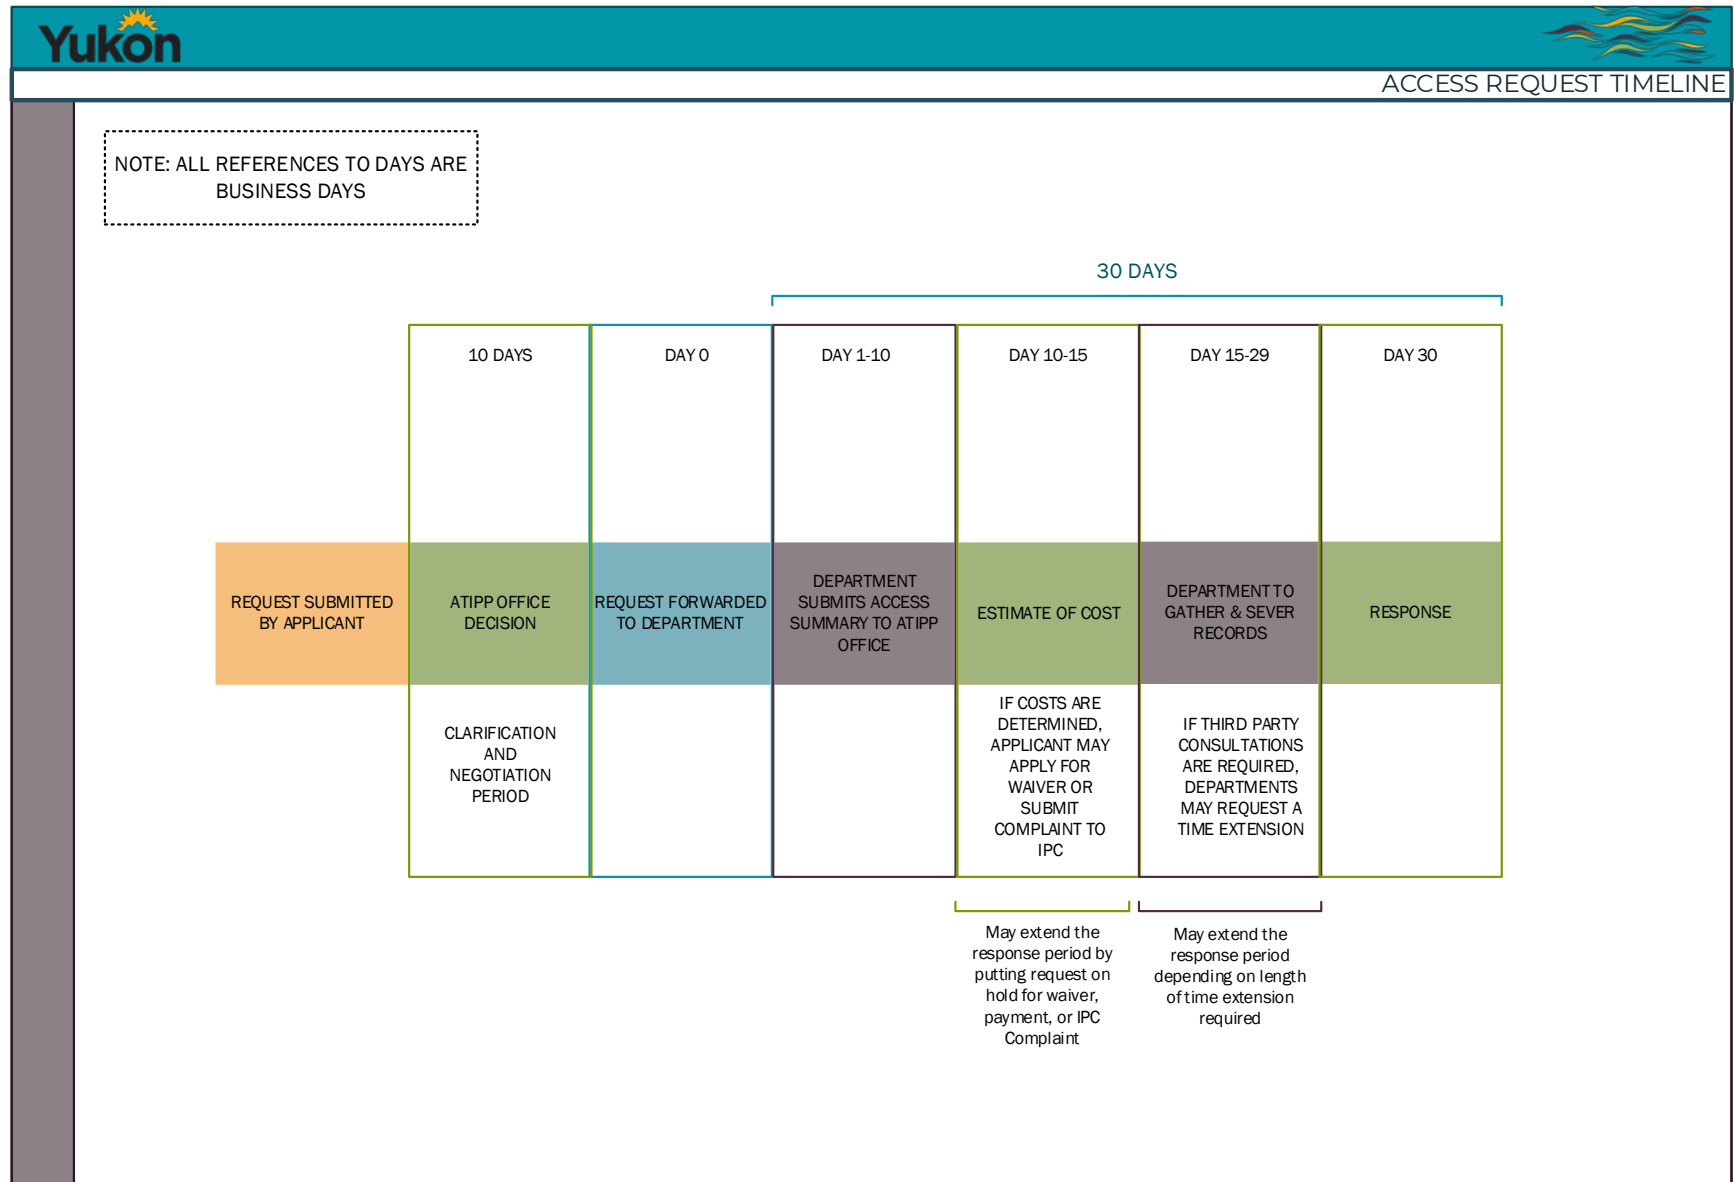 Yukon
ACCESS REQUEST TIMELINE
NOTE: ALL REFERENCES TO DAYS ARE
BUSINESS DAYS
30 DAYS
10 DAYS
DAY 0
DAY 1-10
DAY 10-15
DAY 15-29
DAY 30
REQUEST SUBMITTED
BY APPLICANT
ATIPP OFFICE
DECISION
REQUEST FORWARDED
TO DEPARTMENT
DEPARTMENT
SUBMITS ACCESS
SUMMARY TO ATIPP
OFFICE
ESTIMATE OF COST
DEPARTMENT TO
GATHER & SEVER
RECORDS
RESPONSE
CLARIFICATION
AND
NEGOTIATION
PERIOD
IF COSTS ARE
DETERMINED,
APPLICANT MAY
APPLY FOR
WAIVER OR
SUBMIT
COMPLAINT TO
IPC
IF THIRD PARTY
CONSULTATIONS
ARE REQUIRED,
DEPARTMENTS
MAY REQUEST A
TIME EXTENSION
May extend the
response period by
putting request on
hold for waiver,
payment, or IPC
Complaint
May extend the
response period
depending on length
of time extension
required